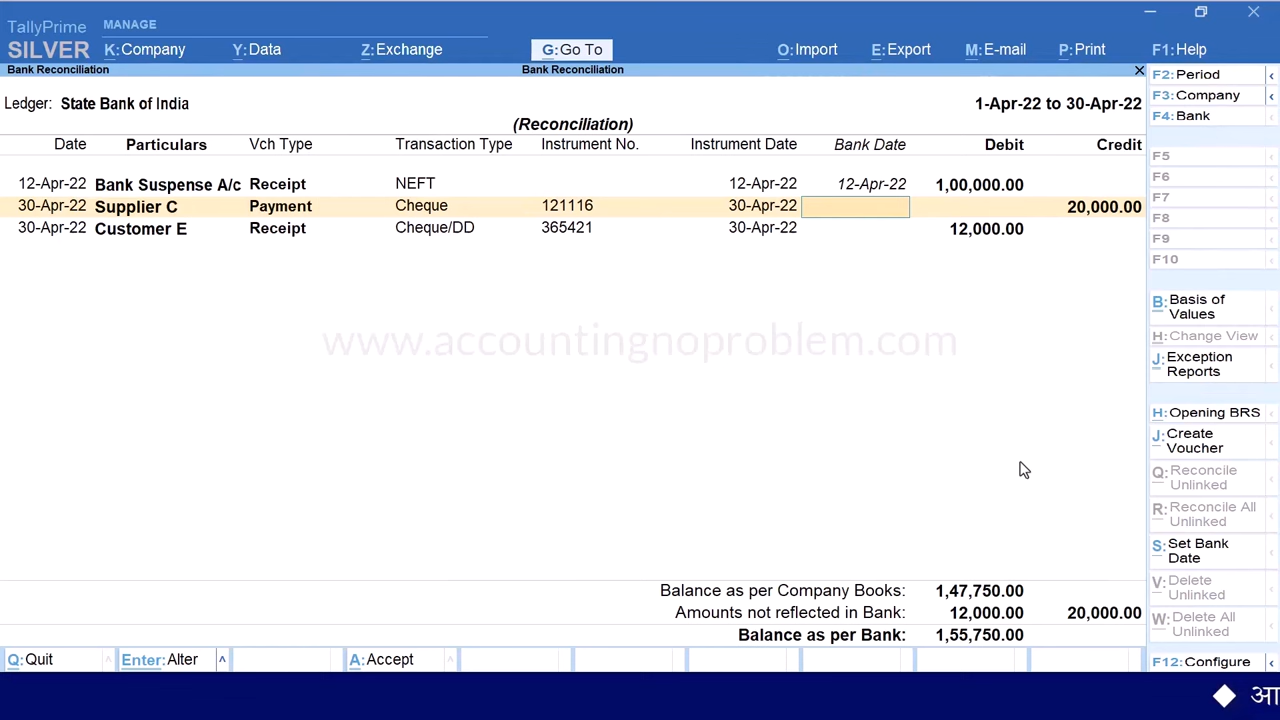 TallyPrime MANAGE
SILVER K:Company Y:Data Z:Exchange G:Go To O:Import E:Export M:E-mail P:Print F1:Help
Bank Reconciliation Bank Reconciliation
F2: Period
F3: Company
F4: Bank
Ledger: State Bank of India 1-Apr-22 to 30-Apr-22
(Reconciliation)
Date Particulars Vch Type Transaction Type Instrument No. Instrument Date Bank Date Debit Credit
12-Apr-22 Bank Suspense A/c Receipt NEFT 12-Apr-22 12-Apr-22 1,00,000.00
30-Apr-22 Supplier C Payment Cheque 121116 30-Apr-22 20,000.00
30-Apr-22 Customer E Receipt Cheque/DD 365421 30-Apr-22 12,000.00
F5
F6
F7
F8
F9
F10
www.accountingnoproblem.com
B: Basis of
Values
H: Change View
J: Exception
Reports
H: Opening BRS
J: Create
Voucher
Q: Reconcile
Unlinked
R: Reconcile All
Unlinked
S: Set Bank
Date
V: Delete
Unlinked
W: Delete All
Unlinked
Balance as per Company Books: 1,47,750.00
Amounts not reflected in Bank: 12,000.00 20,000.00
Balance as per Bank: 1,55,750.00
Q:Quit Enter:Alter A:Accept F12:Configure